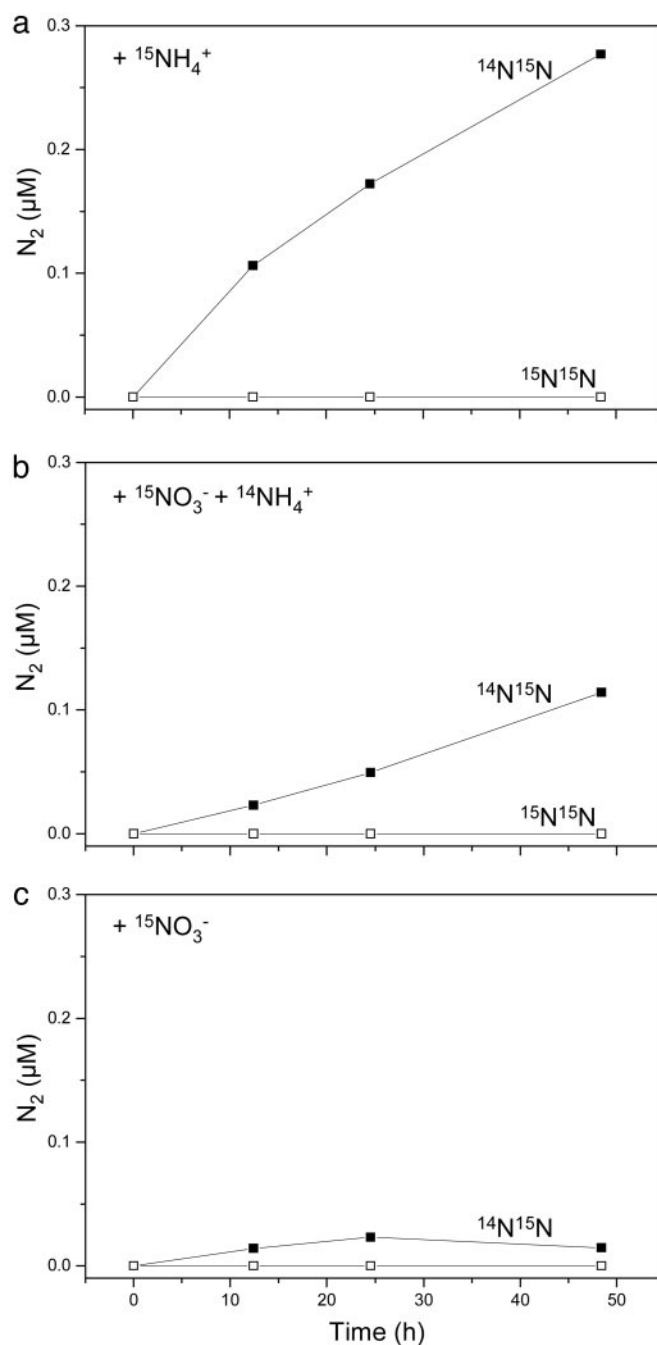 a
+ ¹⁵NH₄⁺
¹⁴N¹⁵N
¹⁵N¹⁵N
N₂ (µM)
0.3
0.2
0.1
0.0
b
+ ¹⁵NO₃⁻ + ¹⁴NH₄⁺
¹⁴N¹⁵N
¹⁵N¹⁵N
N₂ (µM)
0.3
0.2
0.1
0.0
c
+ ¹⁵NO₃⁻
¹⁴N¹⁵N
N₂ (µM)
0.3
0.2
0.1
0.0
0 10 20 30 40 50
Time (h)